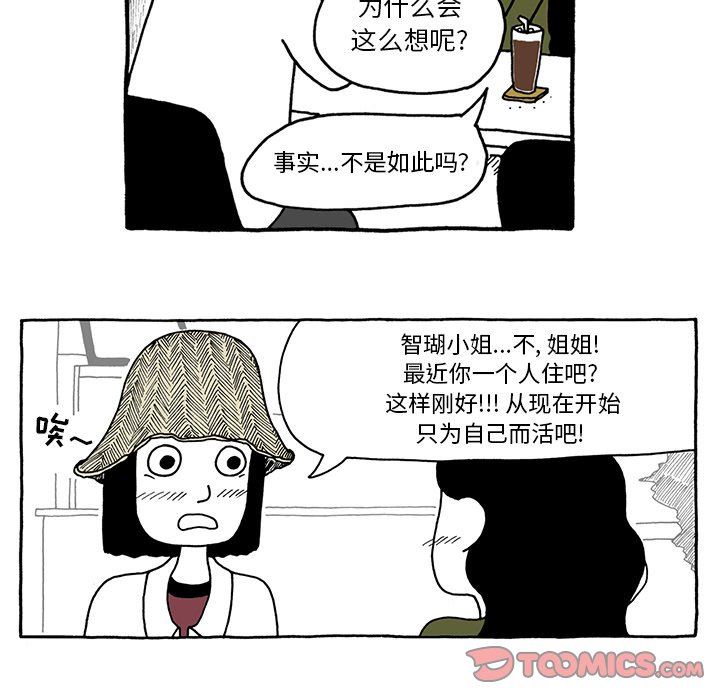 为什么会
这么想呢?
事实...不是如此吗?
智瑚小姐...不, 姐姐!
最近你一个人住吧?
这样刚好!!! 从现在开始
只为自己而活吧!
唉~
TOOMICS.com